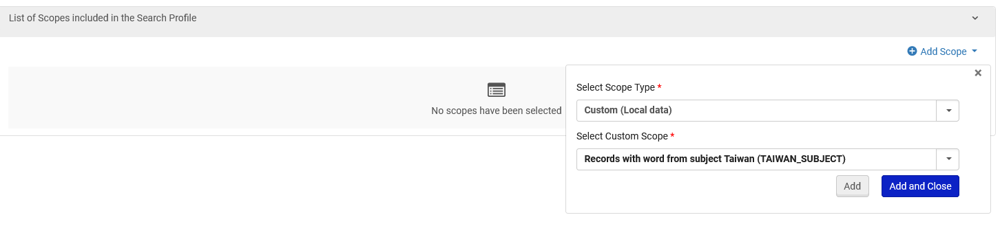 List of Scopes included in the Search Profile
Add Scope
No scopes have been selected
Select Scope Type *
Custom (Local data)
Select Custom Scope *
Records with word from subject Taiwan (TAIWAN_SUBJECT)
Add
Add and Close